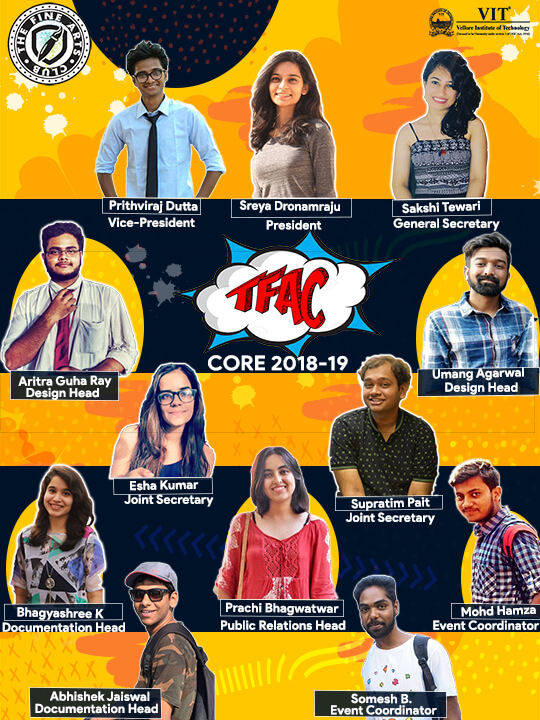 THE FINE ARTS
CLUB
VIT
Vellore Institute of Technology
Prithviraj Dutta
Vice-President
Sreya Dronamraju
President
Sakshi Tewari
General Secretary
TFAC
CORE 2018-19
Aritra Guha Ray
Design Head
Umang Agarwal
Design Head
Esha Kumar
Joint Secretary
Supratim Pait
Joint Secretary
Bhagyashree K
Documentation Head
Prachi Bhagwatwar
Public Relations Head
Mohd Hamza
Event Coordinator
Abhishek Jaiswal
Documentation Head
Somesh B.
Event Coordinator